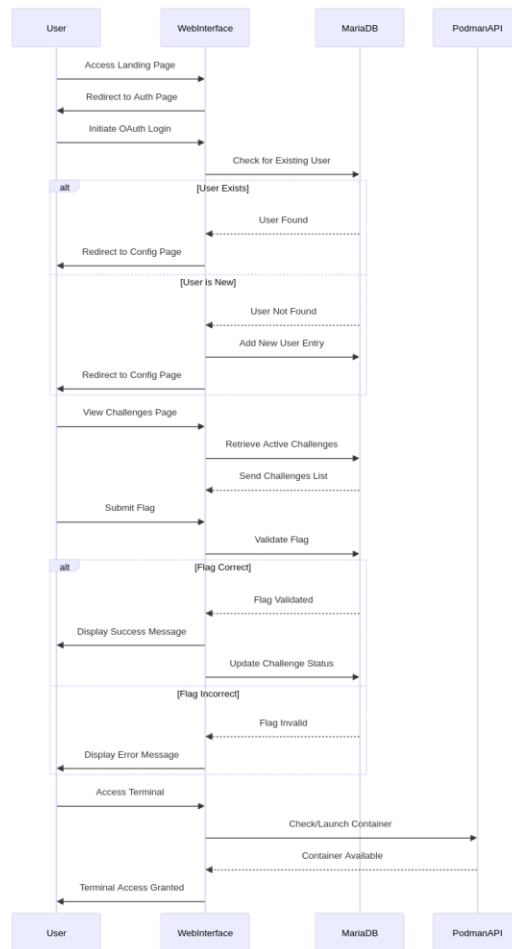 User
WebInterface
MariaDB
PodmanAPI
Access Landing Page
Redirect to Auth Page
Initiate OAuth Login
Check for Existing User
alt
[User Exists]
User Found
Redirect to Config Page
[User is New]
User Not Found
Add New User Entry
Redirect to Config Page
View Challenges Page
Retrieve Active Challenges
Send Challenges List
Submit Flag
Validate Flag
alt
[Flag Correct]
Flag Validated
Display Success Message
Update Challenge Status
[Flag Incorrect]
Flag Invalid
Display Error Message
Access Terminal
Check/Launch Container
Container Available
Terminal Access Granted
User
WebInterface
MariaDB
PodmanAPI